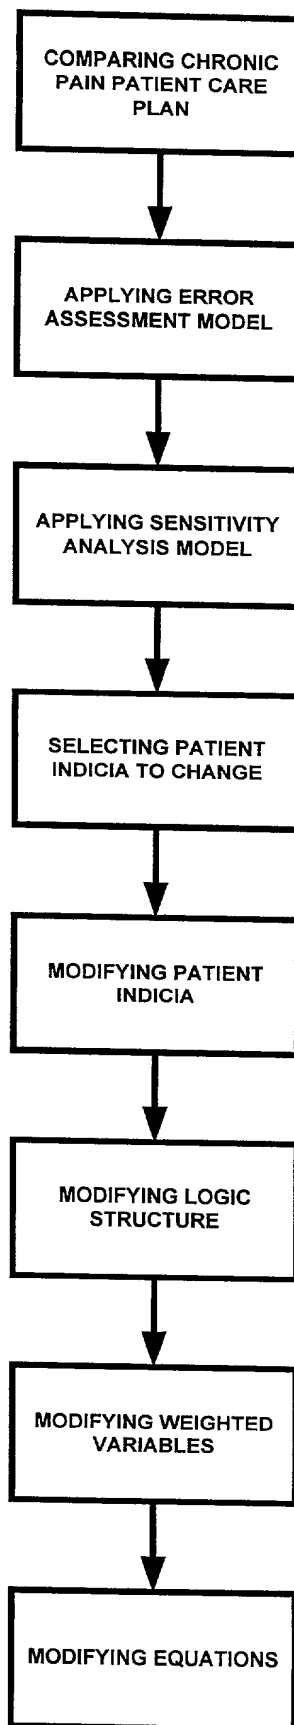 COMPARING CHRONIC
PAIN PATIENT CARE
PLAN
APPLYING ERROR
ASSESSMENT MODEL
APPLYING SENSITIVITY
ANALYSIS MODEL
SELECTING PATIENT
INDICIA TO CHANGE
MODIFYING PATIENT
INDICIA
MODIFYING LOGIC
STRUCTURE
MODIFYING WEIGHTED
VARIABLES
MODIFYING EQUATIONS